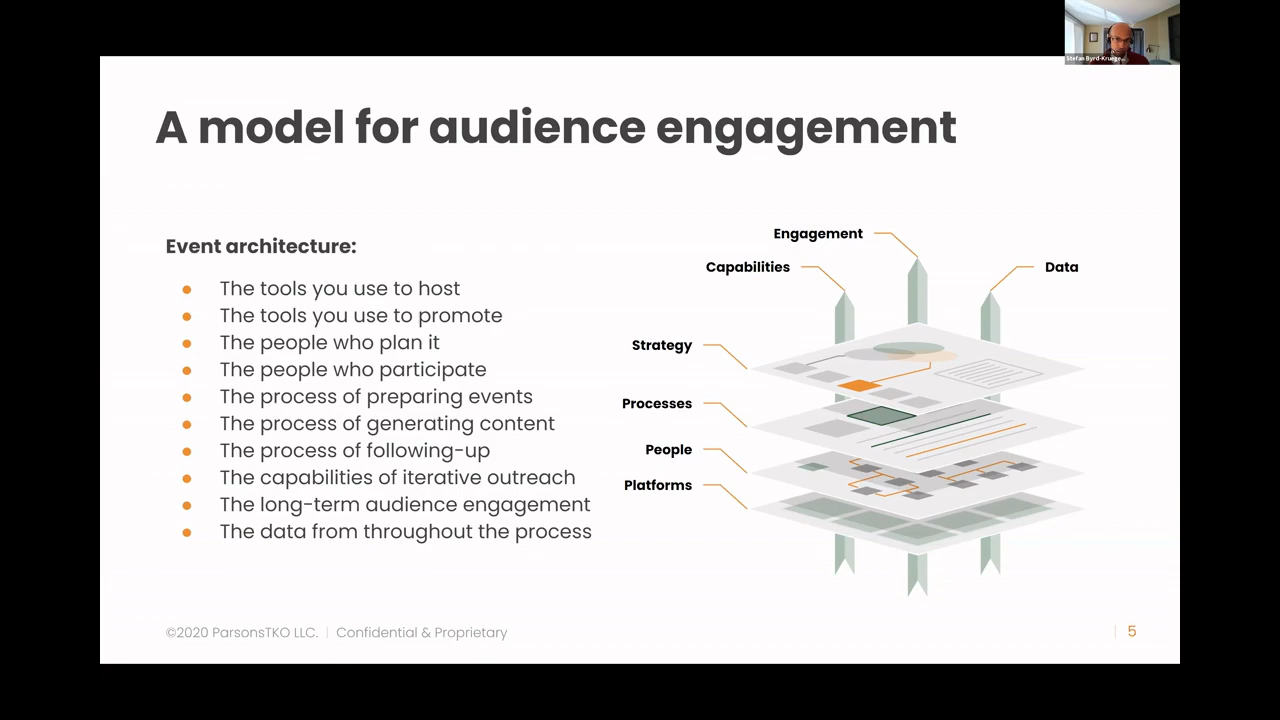 Stefan Byrd-Kruege...
A model for audience engagement
Event architecture:
● The tools you use to host
● The tools you use to promote
● The people who plan it
● The people who participate
● The process of preparing events
● The process of generating content
● The process of following-up
● The capabilities of iterative outreach
● The long-term audience engagement
● The data from throughout the process
Engagement
Capabilities
Data
Strategy
Processes
People
Platforms
©2020 ParsonsTKO LLC. | Confidential & Proprietary
| 5